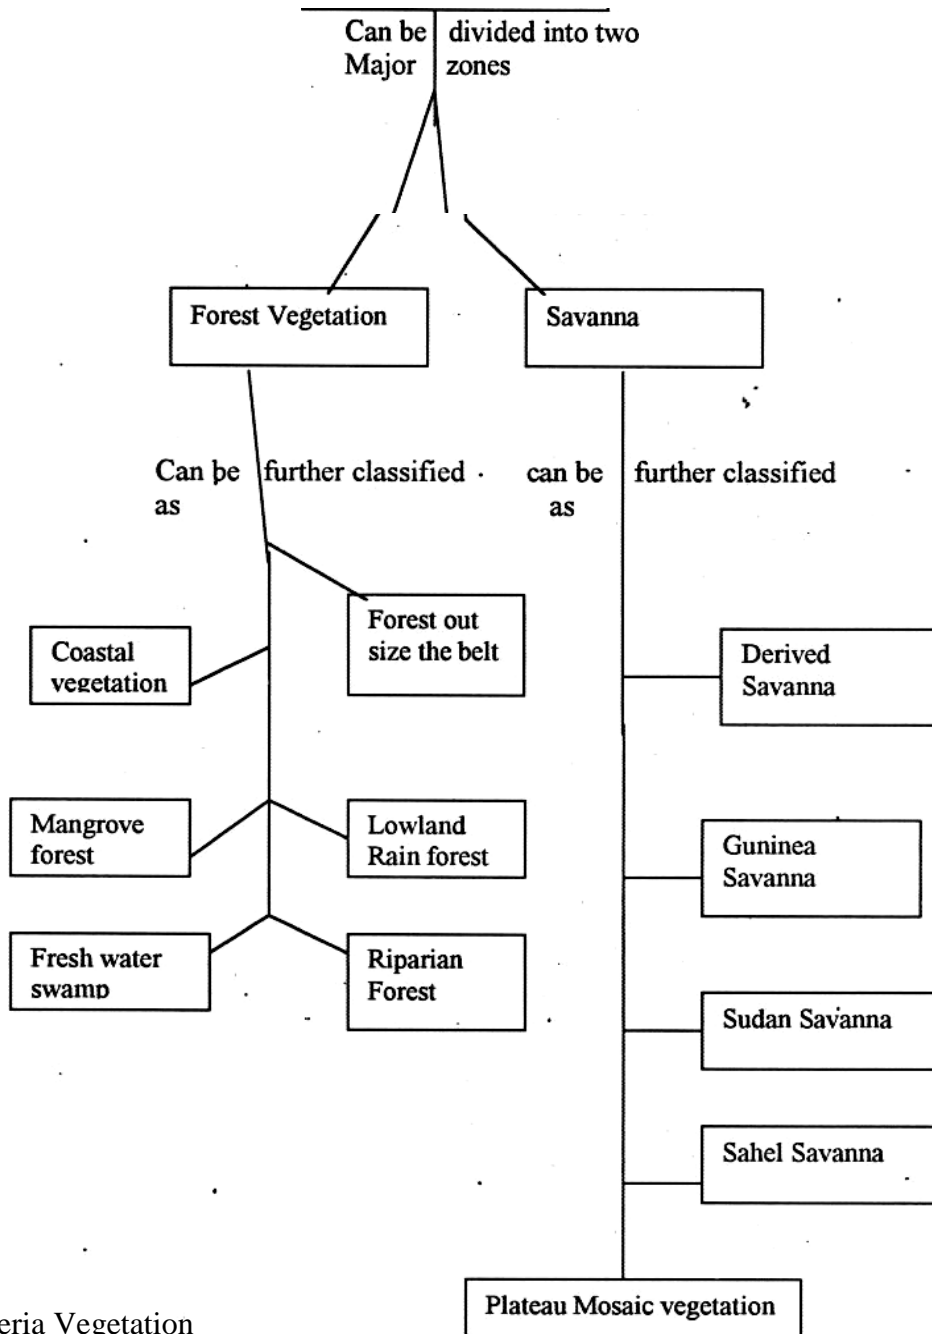 Can be divided into two
Major zones
Forest Vegetation
Savanna
Can be further classified
as
can be further classified
as
Forest out
size the belt
Coastal
vegetation
Derived
Savanna
Mangrove
forest
Lowland
Rain forest
Guninea
Savanna
Fresh water
swamp
Riparian
Forest
Sudan Savanna
Sahel Savanna
Plateau Mosaic vegetation
Vegetation